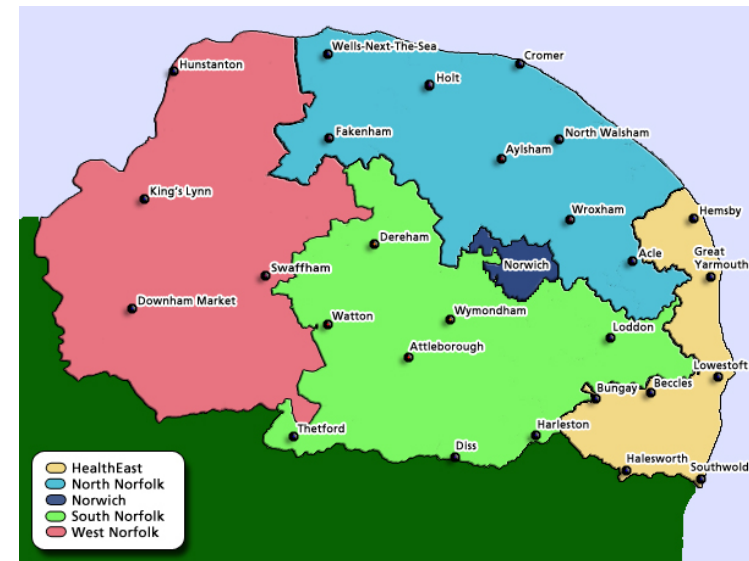 Wells-Next-The-Sea
Cromer
Hunstanton
Holt
Fakenham
North Walsham
Aylsham
King's Lynn
Wroxham
Hemsby
Dereham
Acle
Great
Yarmouth
Norwich
Swaffham
Downham Market
Watton
Wymondham
Loddon
Attleborough
Lowestoft
Bungay
Beccles
Thetford
Harleston
Diss
Halesworth
Southwold
HealthEast
North Norfolk
Norwich
South Norfolk
West Norfolk